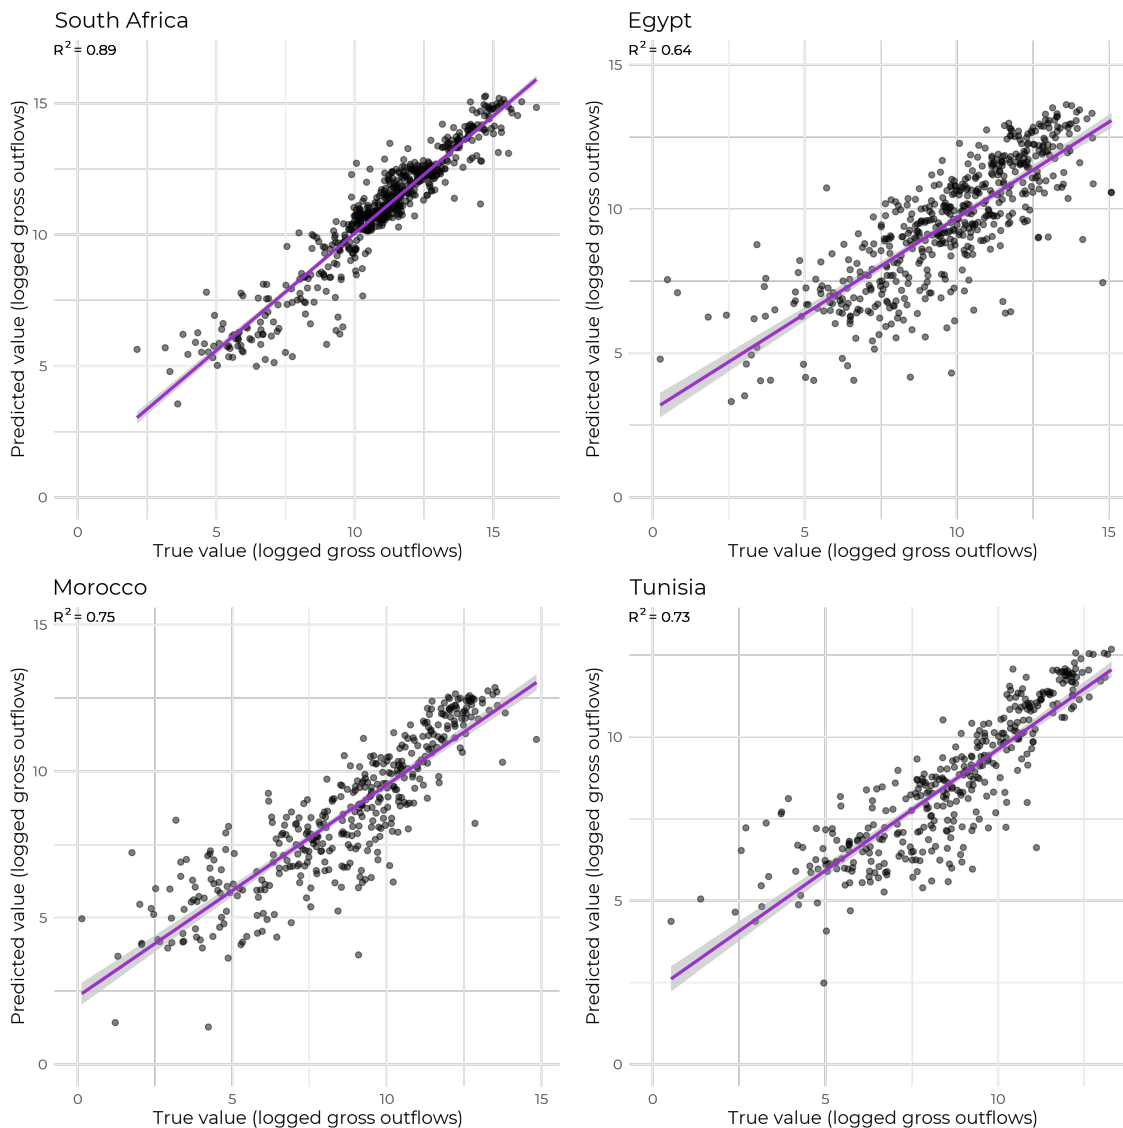 South Africa
R² = 0.89
15
10
5
0
0 5 10 15
Predicted value (logged gross outflows)
True value (logged gross outflows)
Egypt
R² = 0.64
15
10
5
0
0 5 10 15
Predicted value (logged gross outflows)
True value (logged gross outflows)
Morocco
R² = 0.75
15
10
5
0
0 5 10 15
Predicted value (logged gross outflows)
True value (logged gross outflows)
Tunisia
R² = 0.73
10
5
0
0 5 10
Predicted value (logged gross outflows)
True value (logged gross outflows)